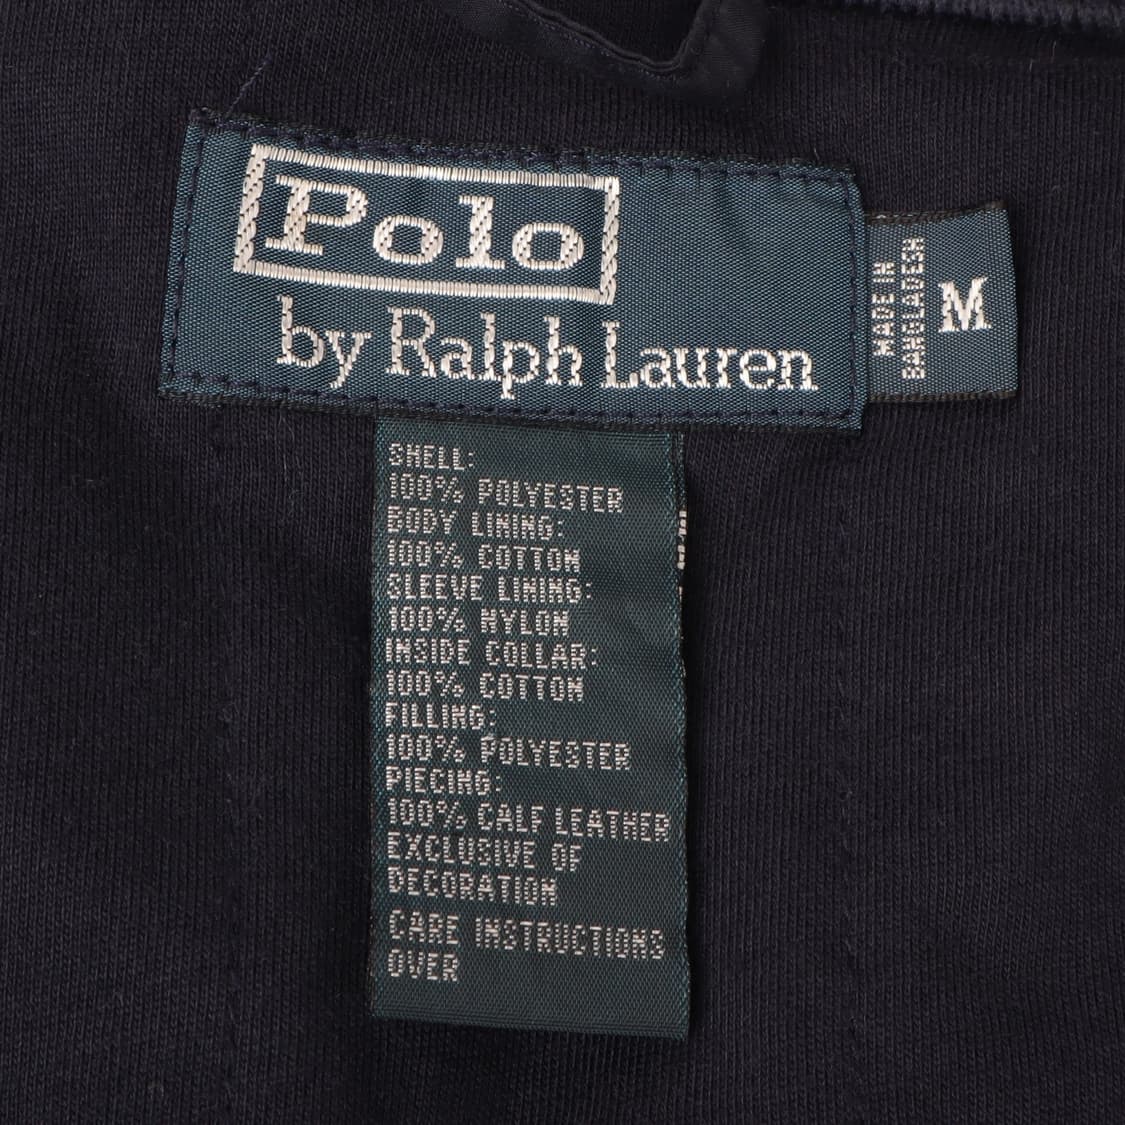 Polo
by Ralph Lauren
MADE IN
BANGLADESH
M
SHELL:
100% POLYESTER
BODY LINING:
100% COTTON
SLEEVE LINING:
100% NYLON
INSIDE COLLAR:
100% COTTON
FILLING:
100% POLYESTER
PIECING:
100% CALF LEATHER
EXCLUSIVE OF
DECORATION
CARE INSTRUCTIONS
OVER